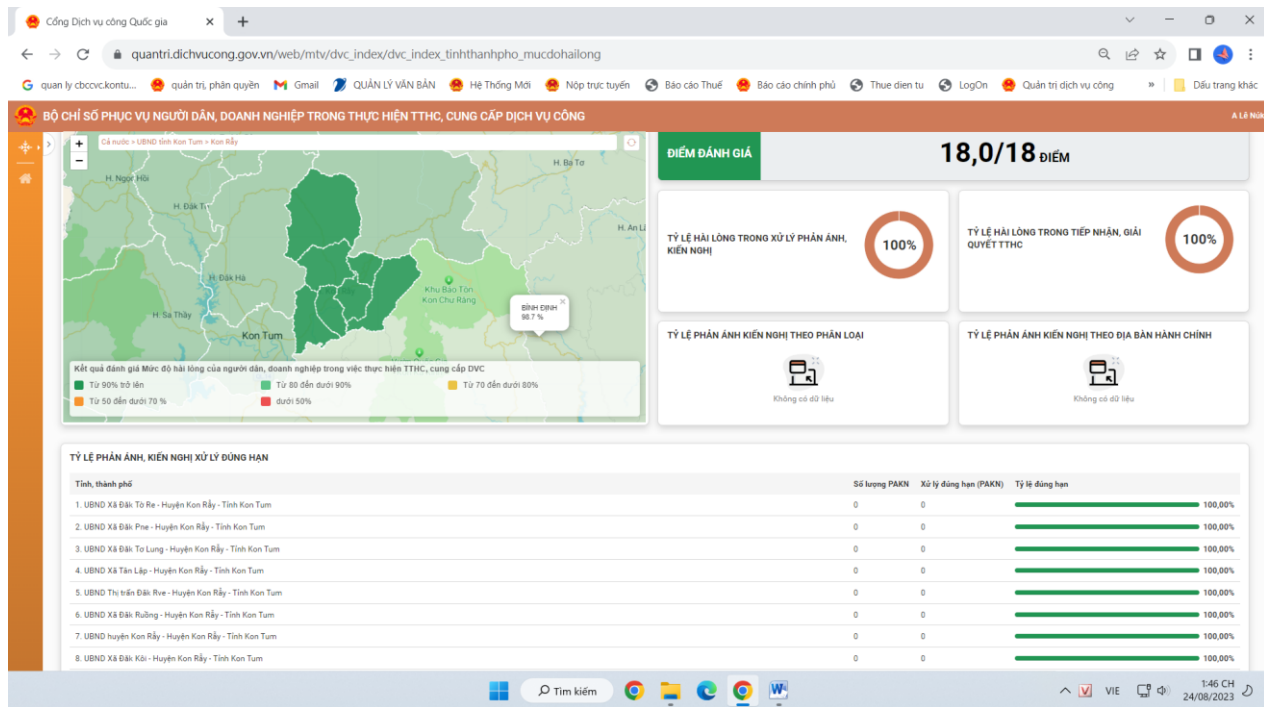 Cổng Dịch vụ công Quốc gia
quantri.dichvucong.gov.vn/web/mtv/dvc_index/dvc_index_tinhthanhpho_mucdohailong
quan ly cbccvc.kontu... quản trị, phân quyền Gmail QUẢN LÝ VĂN BẢN Hệ Thống Mới Nộp trực tuyến Báo cáo Thuế Báo cáo chính phủ Thue dien tu LogOn Quản trị dịch vụ công » Dấu trang khác
BỘ CHỈ SỐ PHỤC VỤ NGƯỜI DÂN, DOANH NGHIỆP TRONG THỰC HIỆN TTHC, CUNG CẤP DỊCH VỤ CÔNG
A Lê Núk
Cả nước > UBND tỉnh Kon Tum > Kon Rẫy
H. Ba Tơ
H. Ngọc Hồi
H. Đăk T
H. An Lã
H. Đăk Hà
Khu Bảo Tồn
Kon Chư Răng
BÌNH ĐỊNH
98.7 %
H. Sa Thầy
Kon Tum
Kết quả đánh giá Mức độ hài lòng của người dân, doanh nghiệp trong việc thực hiện TTHC, cung cấp DVC
Từ 90% trở lên Từ 80 đến dưới 90% Từ 70 đến dưới 80%
Từ 50 đến dưới 70 % dưới 50%
ĐIỂM ĐÁNH GIÁ
18,0/18 ĐIỂM
TỶ LỆ HÀI LÒNG TRONG XỬ LÝ PHẢN ÁNH,
KIẾN NGHỊ
100%
TỶ LỆ HÀI LÒNG TRONG TIẾP NHẬN, GIẢI
QUYẾT TTHC
100%
TỶ LỆ PHẢN ÁNH KIẾN NGHỊ THEO PHÂN LOẠI
Không có dữ liệu
TỶ LỆ PHẢN ÁNH KIẾN NGHỊ THEO ĐỊA BÀN HÀNH CHÍNH
Không có dữ liệu
TỶ LỆ PHẢN ÁNH, KIẾN NGHỊ XỬ LÝ ĐÚNG HẠN
Tỉnh, thành phố Số lượng PAKN Xử lý đúng hạn (PAKN) Tỷ lệ đúng hạn
1. UBND Xã Đăk Tờ Re - Huyện Kon Rẫy - Tỉnh Kon Tum 0 0 100,00%
2. UBND Xã Đăk Pne - Huyện Kon Rẫy - Tỉnh Kon Tum 0 0 100,00%
3. UBND Xã Đăk Tơ Lung - Huyện Kon Rẫy - Tỉnh Kon Tum 0 0 100,00%
4. UBND Xã Tân Lập - Huyện Kon Rẫy - Tỉnh Kon Tum 0 0 100,00%
5. UBND Thị trấn Đăk Rve - Huyện Kon Rẫy - Tỉnh Kon Tum 0 0 100,00%
6. UBND Xã Đăk Ruồng - Huyện Kon Rẫy - Tỉnh Kon Tum 0 0 100,00%
7. UBND huyện Kon Rẫy - Huyện Kon Rẫy - Tỉnh Kon Tum 0 0 100,00%
8. UBND Xã Đăk Kôi - Huyện Kon Rẫy - Tỉnh Kon Tum 0 0 100,00%
Tìm kiếm
VIE
1:46 CH
24/08/2023